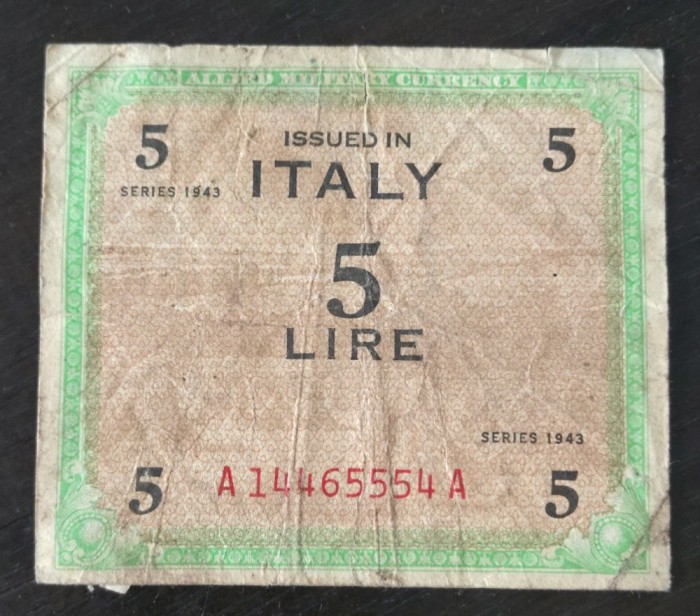 ALLIED MILITARY CURRENCY
5 ISSUED IN 5
SERIES 1943 ITALY
5
LIRE
SERIES 1943
5 A14465554A 5